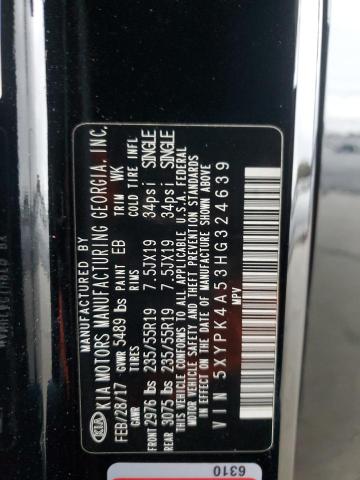 MANUFACTURED BY
KIA KIA MOTORS MANUFACTURING GEORGIA, INC.
FEB/28/17 GVWR 5489 lbs PAINT EB TRIM WK
GAWR TIRES RIMS COLD TIRE INFL
FRONT 2976 lbs 235/55R19 7.5JX19 34psi SINGLE
REAR 3075 lbs 235/55R19 7.5JX19 34psi SINGLE
THIS VEHICLE CONFORMS TO ALL APPLICABLE U.S.A FEDERAL
MOTOR VEHICLE SAFETY STANDARDS IN EFFECT ON
THE DATE OF MANUFACTURE SHOWN ABOVE.
VIN 5XYPK4A53HG324639
MPV
6310